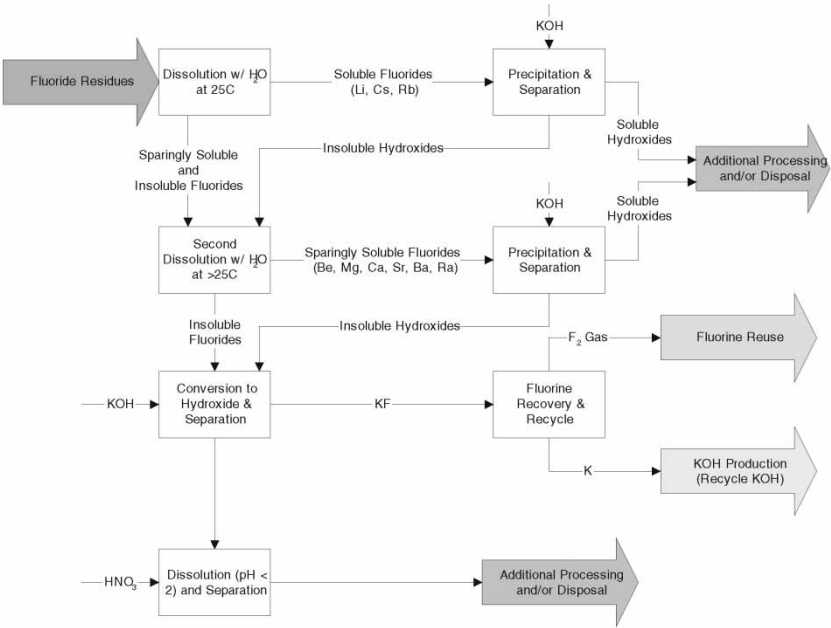 KOH
Fluoride Residues
Dissolution w/ H2O
at 25C
Soluble Fluorides
(Li, Cs, Rb)
Precipitation &
Separation
Soluble
Hydroxides
Insoluble Hydroxides
Sparingly Soluble
and
Insoluble Fluorides
Additional Processing
and/or Disposal
KOH
Soluble
Hydroxides
Second
Dissolution w/ H2O
at >25C
Sparingly Soluble Fluorides
(Be, Mg, Ca, Sr, Ba, Ra)
Precipitation &
Separation
Insoluble
Fluorides
Insoluble Hydroxides
F2 Gas
Fluorine Reuse
KOH
Conversion to
Hydroxide &
Separation
KF
Fluorine
Recovery &
Recycle
K
KOH Production
(Recycle KOH)
HNO3
Dissolution (pH <
2) and Separation
Additional Processing
and/or Disposal